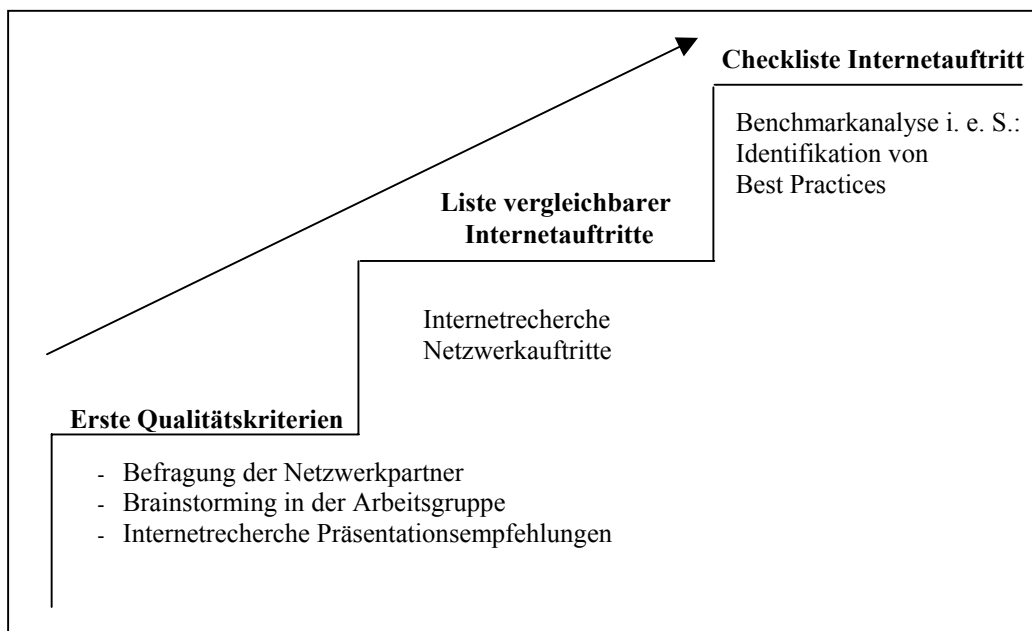 Checkliste Internetauftritt
Benchmarkanalyse i. e. S.:
Identifikation von
Best Practices
Liste vergleichbarer
Internetauftritte
Internetrecherche
Netzwerkauftritte
Erste Qualitätskriterien
- Befragung der Netzwerkpartner
- Brainstorming in der Arbeitsgruppe
- Internetrecherche Präsentationsempfehlungen